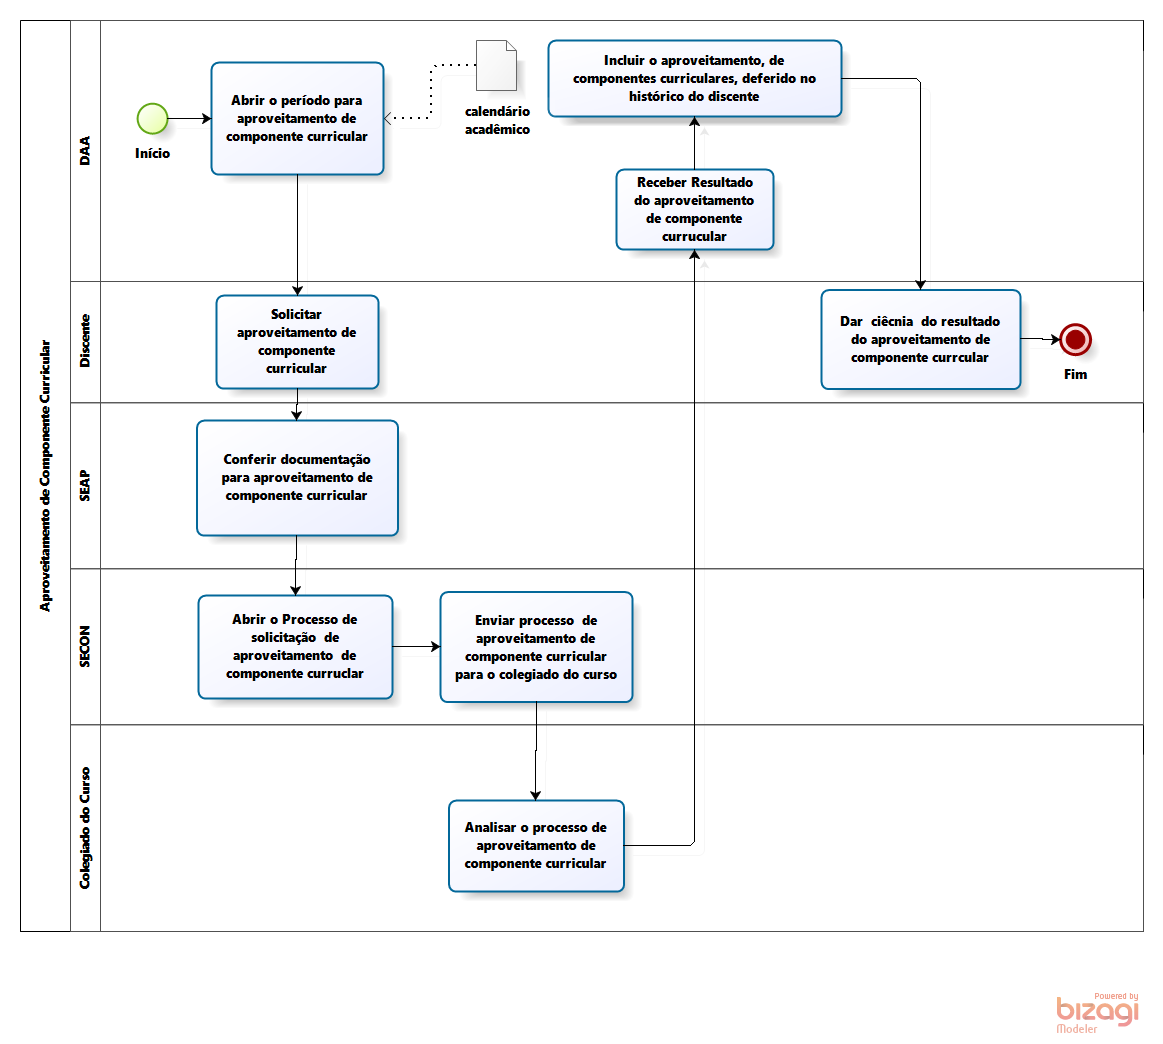 Aproveitamento de Componente Curricular
DAA
Início
Abrir o período para
aproveitamento de
componente curricular
calendário
acadêmico
Incluir o aproveitamento, de
componentes curriculares, deferido no
histórico do discente
Receber Resultado
do aproveitamento
de componente
currucular
Discente
Solicitar
aproveitamento de
componente
curricular
Dar  ciêcnia  do resultado
do aproveitamento de
componente currcular
Fim
SEAP
Conferir documentação
para aproveitamento de
componente curricular
SECON
Abrir o Processo de
solicitação  de
aproveitamento  de
componente curruclar
Enviar processo  de
aproveitamento de
componente curricular
para o colegiado do curso
Colegiado do Curso
Analisar o processo de
aproveitamento de
componente curricular
Powered by
bizagi
Modeler